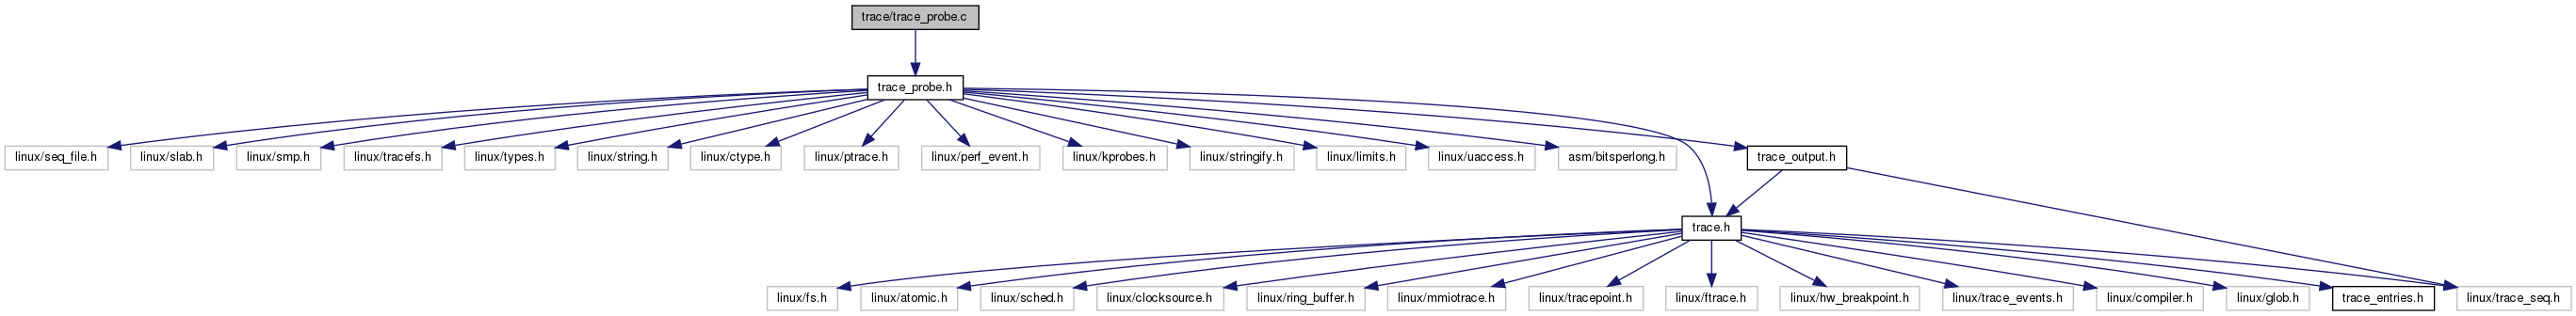 trace/trace_probe.c
trace_probe.h
linux/seq_file.h
linux/slab.h
linux/smp.h
linux/tracefs.h
linux/types.h
linux/string.h
linux/ctype.h
linux/ptrace.h
linux/perf_event.h
linux/kprobes.h
linux/stringify.h
linux/limits.h
linux/uaccess.h
asm/bitsperlong.h
trace_output.h
trace.h
linux/fs.h
linux/atomic.h
linux/sched.h
linux/clocksource.h
linux/ring_buffer.h
linux/mmiotrace.h
linux/tracepoint.h
linux/ftrace.h
linux/hw_breakpoint.h
linux/trace_events.h
linux/compiler.h
linux/glob.h
trace_entries.h
linux/trace_seq.h